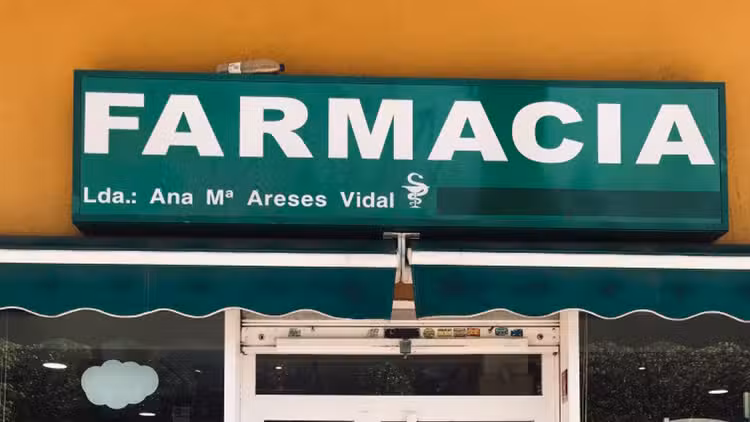 FARMACIA
Lda.: Ana Mª Areses Vidal